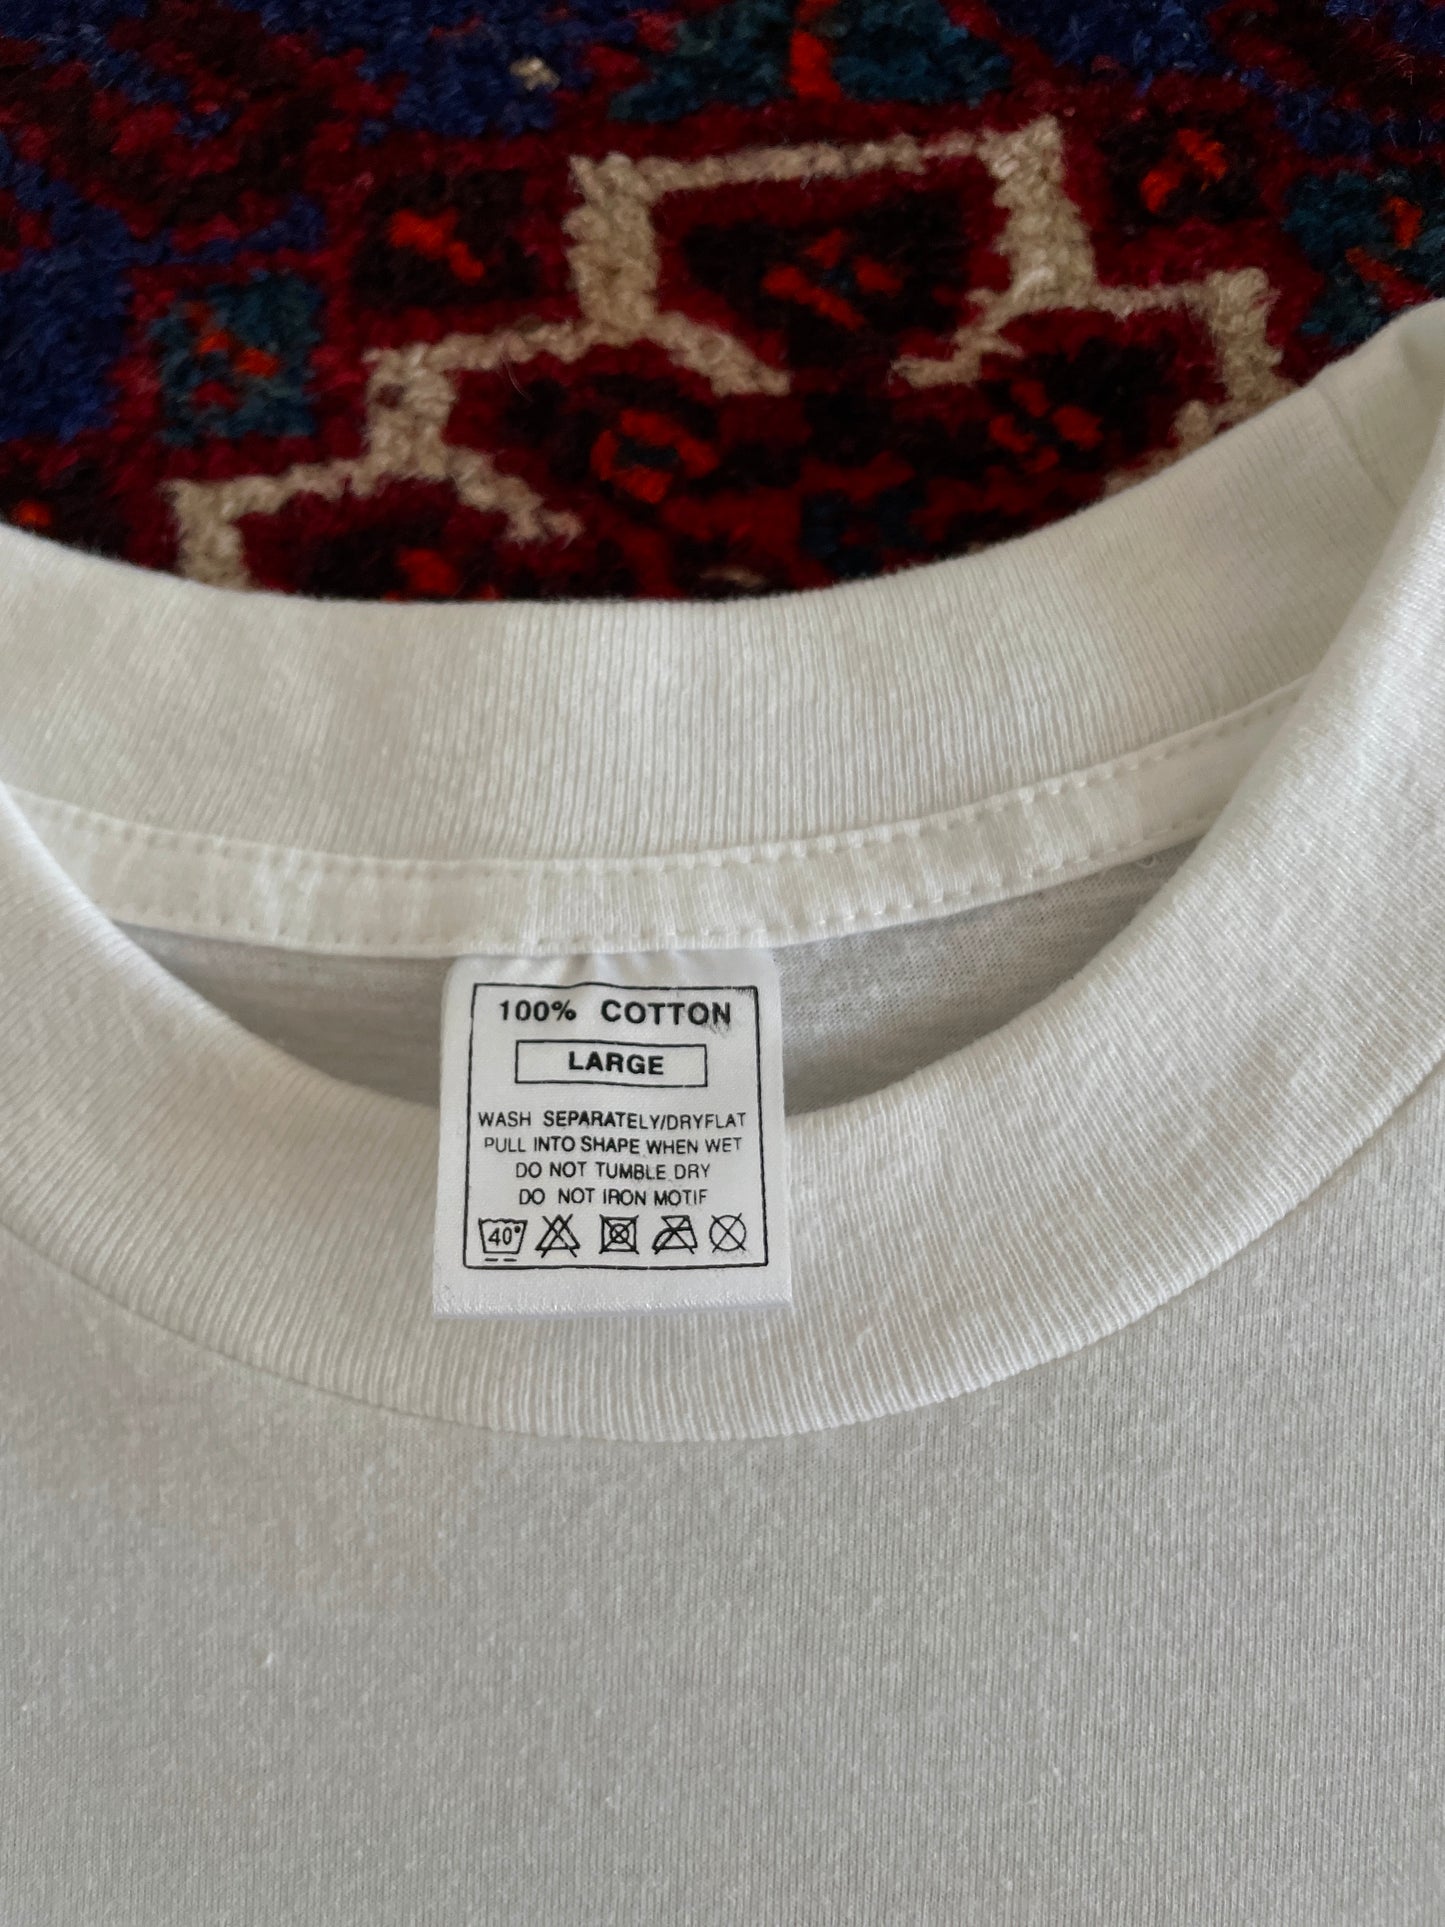 100% COTTON
LARGE
WASH SEPARATELY/DRYFLAT
PULL INTO SHAPE WHEN WET
DO NOT TUMBLE DRY
DO NOT IRON MOTIF
40°